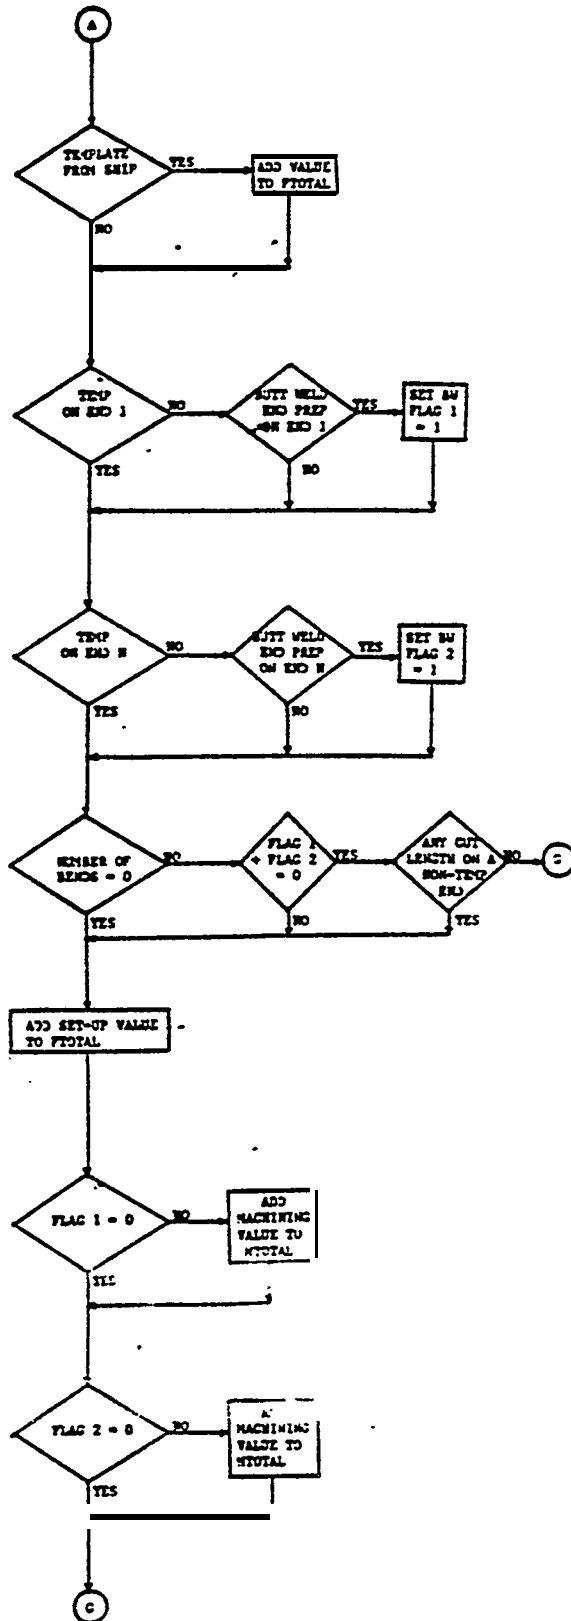 A
TEMPLATE
FROM SHIP
YES
ADD VALUE
TO FTOTAL
NO
TEMP
ON END 1
NO
BUTT WELD
END PREP
ON END 1
YES
SET BW
FLAG 1
= 1
YES
NO
TEMP
ON END N
NO
BUTT WELD
END PREP
ON END N
YES
SET BW
FLAG 2
= 1
YES
NO
NUMBER OF
BENDS = 0
NO
FLAG 1
+ FLAG 2
= 0
YES
ANY CUT
LENGTH ON A
NON-TEMP
END
NO
YES
NO
YES
ADD SET-UP VALUE
TO FTOTAL
FLAG 1 = 0
NO
ADD
MACHINING
VALUE TO
MTOTAL
YES
FLAG 2 = 0
NO
MACHINING
VALUE TO
MTOTAL
YES